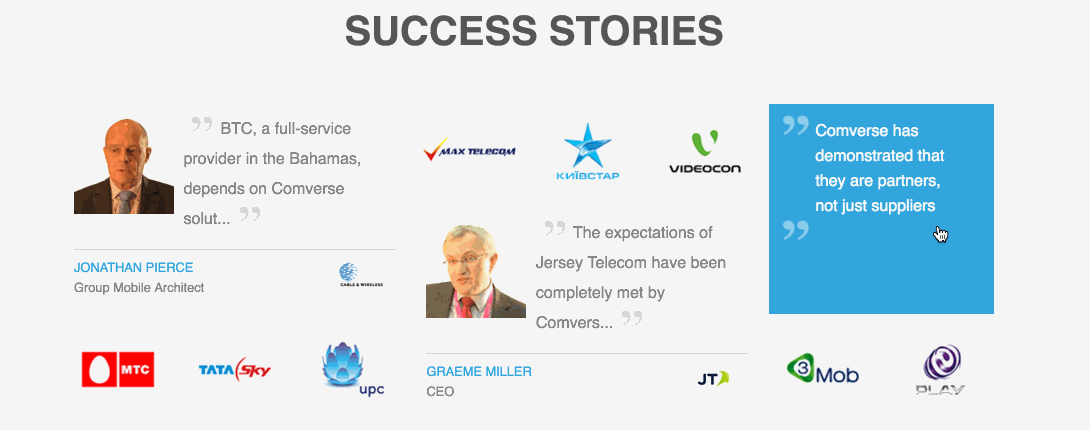 SUCCESS STORIES
BTC, a full-service
provider in the Bahamas,
depends on Comverse
solut...
JONATHAN PIERCE
Group Mobile Architect
CABLE & WIRELESS
MTC
TATA Sky
upc
MAX TELECOM
КИЇВСТАР
VIDEOCON
The expectations of
Jersey Telecom have been
completely met by
Comvers...
GRAEME MILLER
CEO
JT
Comverse has
demonstrated that
they are partners,
not just suppliers
3Mob
PLAY